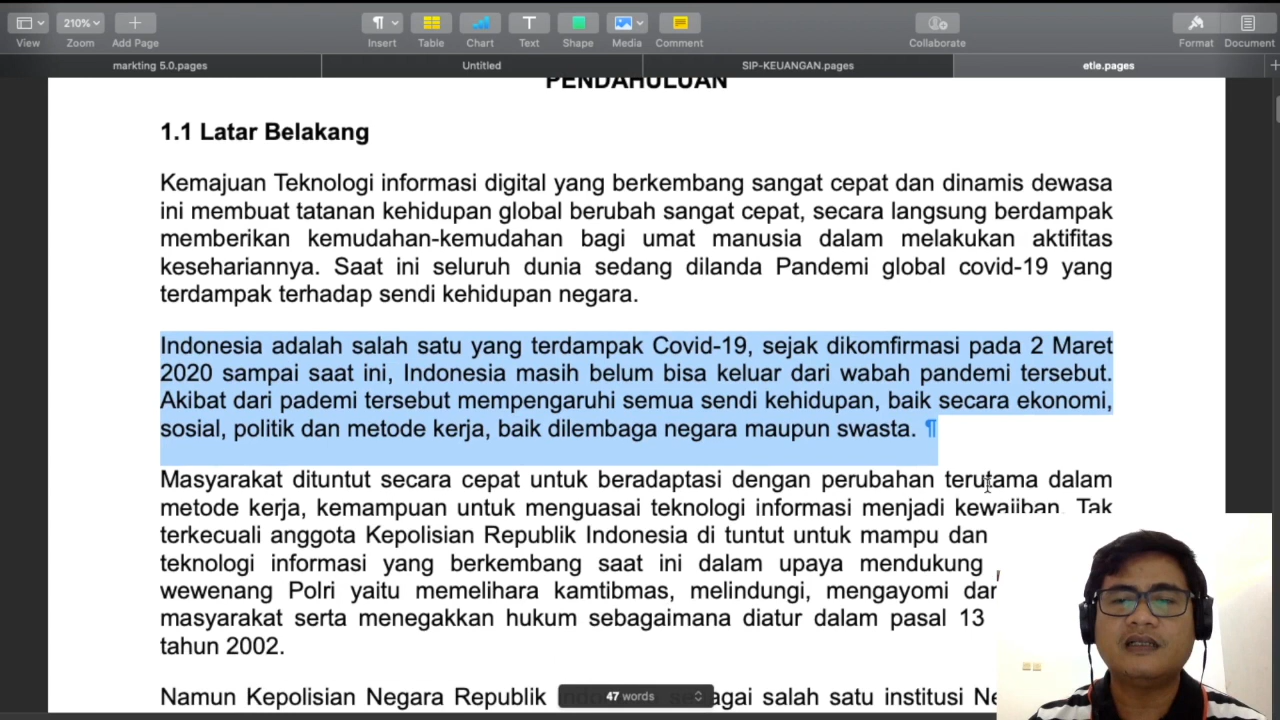 210%
View
Zoom
Add Page
Insert
Table
Chart
Text
Shape
Media
Comment
Collaborate
Format
Document
markting 5.0.pages
Untitled
SIP-KEUANGAN.pages
etle.pages
PENDAHULUAN
1.1 Latar Belakang
Kemajuan Teknologi informasi digital yang berkembang sangat cepat dan dinamis dewasa
ini membuat tatanan kehidupan global berubah sangat cepat, secara langsung berdampak
memberikan kemudahan-kemudahan bagi umat manusia dalam melakukan aktifitas
kesehariannya. Saat ini seluruh dunia sedang dilanda Pandemi global covid-19 yang
terdampak terhadap sendi kehidupan negara.
Indonesia adalah salah satu yang terdampak Covid-19, sejak dikomfirmasi pada 2 Maret
2020 sampai saat ini, Indonesia masih belum bisa keluar dari wabah pandemi tersebut.
Akibat dari pademi tersebut mempengaruhi semua sendi kehidupan, baik secara ekonomi,
sosial, politik dan metode kerja, baik dilembaga negara maupun swasta. ¶
Masyarakat dituntut secara cepat untuk beradaptasi dengan perubahan terutama dalam
metode kerja, kemampuan untuk menguasai teknologi informasi menjadi kewajiban. Tak
terkecuali anggota Kepolisian Republik Indonesia di tuntut untuk mampu dan
teknologi informasi yang berkembang saat ini dalam upaya mendukung
wewenang Polri yaitu memelihara kamtibmas, melindungi, mengayomi
masyarakat serta menegakkan hukum sebagaimana diatur dalam pasal 13
tahun 2002.
Namun Kepolisian Negara Republik salah satu institusi
47 words